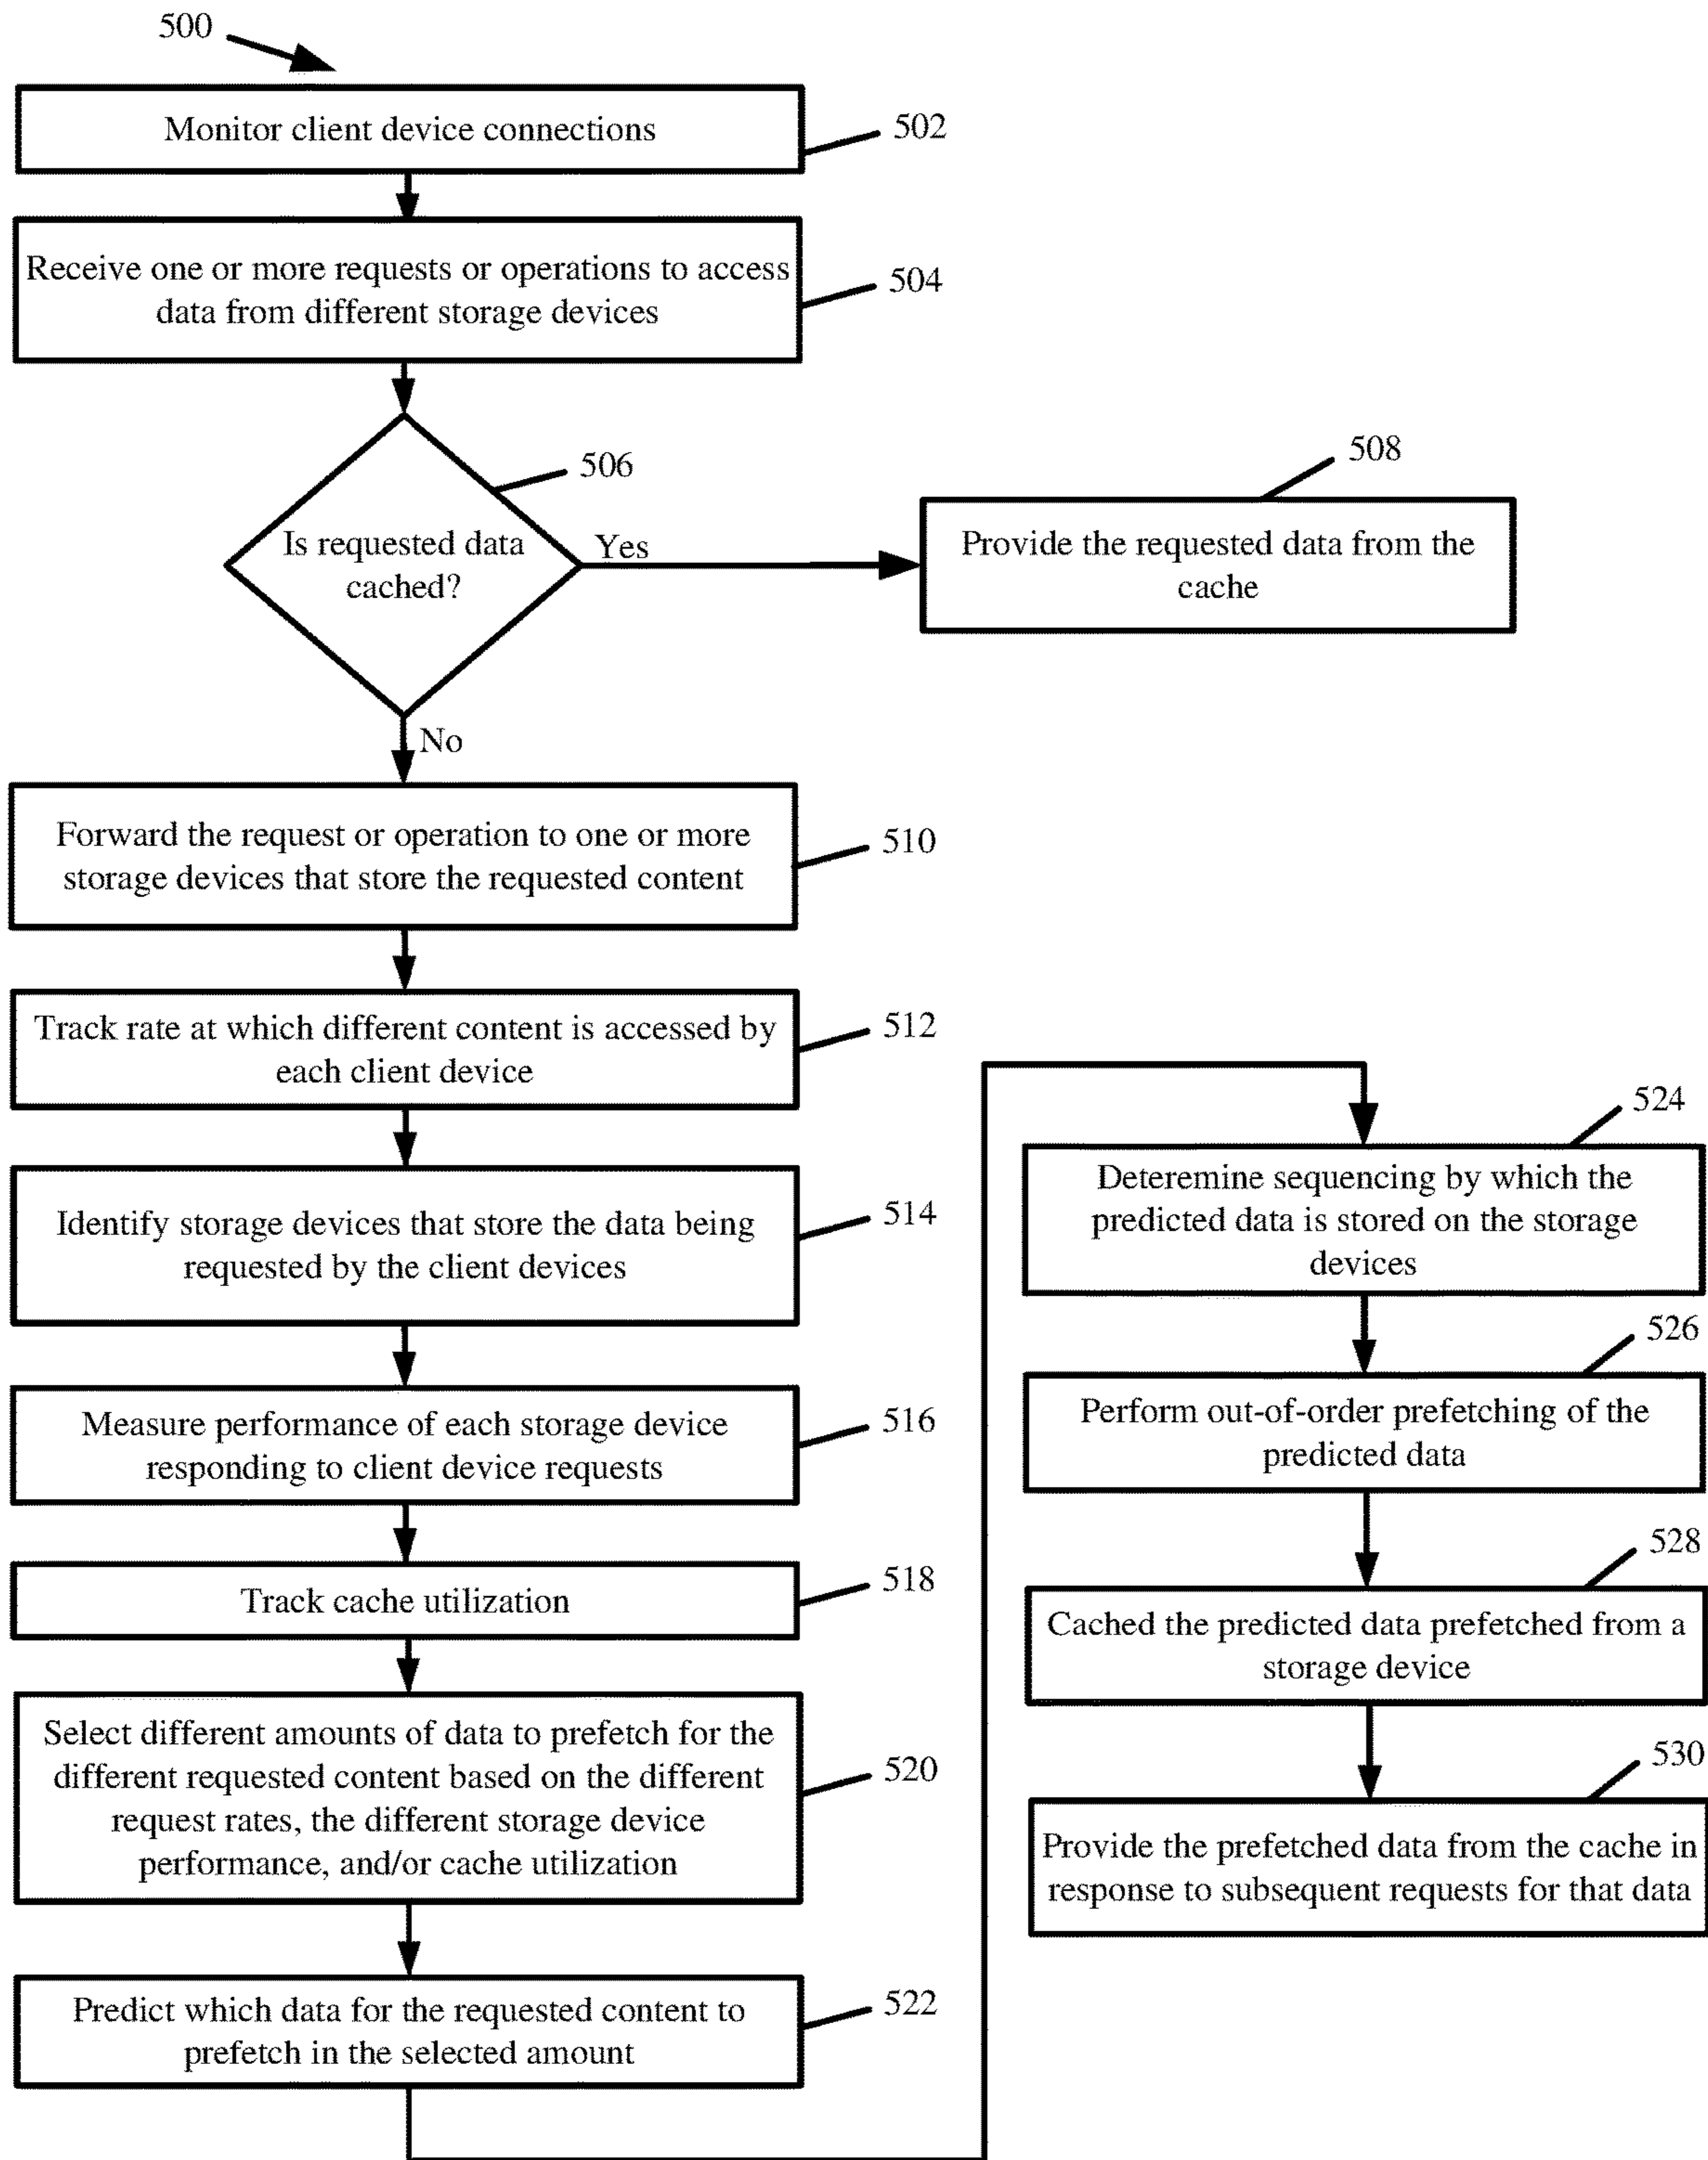 500
Monitor client device connections
502
Receive one or more requests or operations to access
data from different storage devices
504
506
Is requested data
cached?
Yes
508
Provide the requested data from the
cache
No
Forward the request or operation to one or more
storage devices that store the requested content
510
Track rate at which different content is accessed by
each client device
512
Identify storage devices that store the data being
requested by the client devices
514
Measure performance of each storage device
responding to client device requests
516
Track cache utilization
518
Select different amounts of data to prefetch for the
different requested content based on the different
request rates, the different storage device
performance, and/or cache utilization
520
Predict which data for the requested content to
prefetch in the selected amount
522
524
Deteremine sequencing by which the
predicted data is stored on the storage
devices
526
Perform out-of-order prefetching of the
predicted data
528
Cached the predicted data prefetched from a
storage device
530
Provide the prefetched data from the cache in
response to subsequent requests for that data